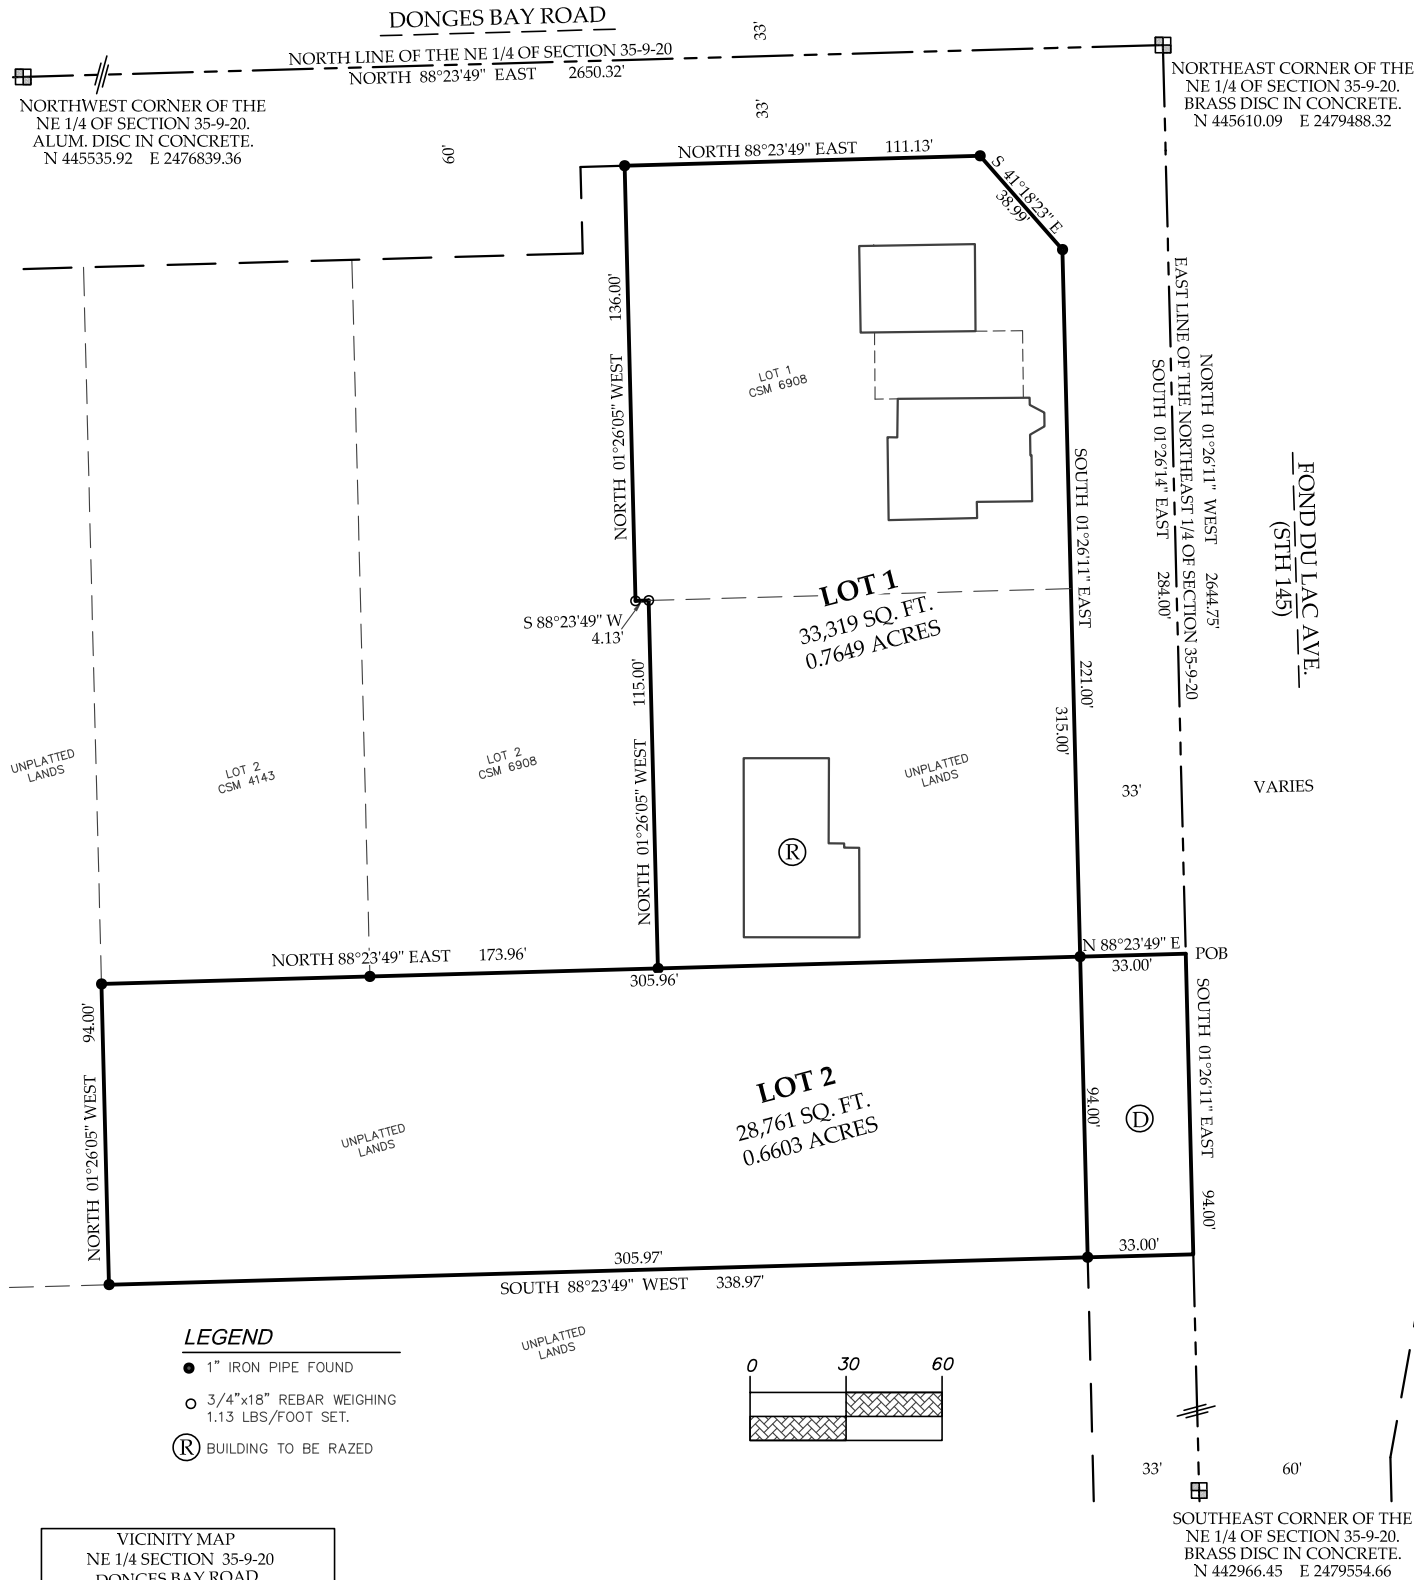 DONGES BAY ROAD
33'
NORTH LINE OF THE NE 1/4 OF SECTION 35-9-20
NORTH 88°23'49" EAST 2650.32'
NORTHWEST CORNER OF THE
NE 1/4 OF SECTION 35-9-20.
ALUM. DISC IN CONCRETE.
N 445535.92 E 2476839.36
NORTHEAST CORNER OF THE
NE 1/4 OF SECTION 35-9-20.
BRASS DISC IN CONCRETE.
N 445610.09 E 2479488.32
33'
60'
NORTH 88°23'49" EAST 111.13'
S 41°18'23" E
38.99'
NORTH 01°26'05" WEST 136.00'
LOT 1
CSM 6908
EAST LINE OF THE NORTHEAST 1/4 OF SECTION 35-9-20
NORTH 01°26'11" WEST 2644.75'
SOUTH 01°26'14" EAST 284.00'
SOUTH 01°26'11" EAST 221.00'
315.00'
FOND DU LAC AVE.
(STH 145)
LOT 1
33,319 SQ. FT.
0.7649 ACRES
S 88°23'49" W
4.13'
NORTH 01°26'05" WEST 115.00'
UNPLATTED
LANDS
LOT 2
CSM 4143
LOT 2
CSM 6908
UNPLATTED
LANDS
33'
VARIES
R
NORTH 88°23'49" EAST 173.96'
305.96'
N 88°23'49" E
33.00'
POB
NORTH 01°26'05" WEST 94.00'
SOUTH 01°26'11" EAST 94.00'
94.00'
D
LOT 2
28,761 SQ. FT.
0.6603 ACRES
UNPLATTED
LANDS
305.97'
33.00'
SOUTH 88°23'49" WEST 338.97'
UNPLATTED
LANDS
LEGEND
1" IRON PIPE FOUND
3/4"x18" REBAR WEIGHING
1.13 LBS/FOOT SET.
R BUILDING TO BE RAZED
0 30 60
33'
60'
SOUTHEAST CORNER OF THE
NE 1/4 OF SECTION 35-9-20.
BRASS DISC IN CONCRETE.
N 442966.45 E 2479554.66
VICINITY MAP
NE 1/4 SECTION 35-9-20
DONGES BAY ROAD